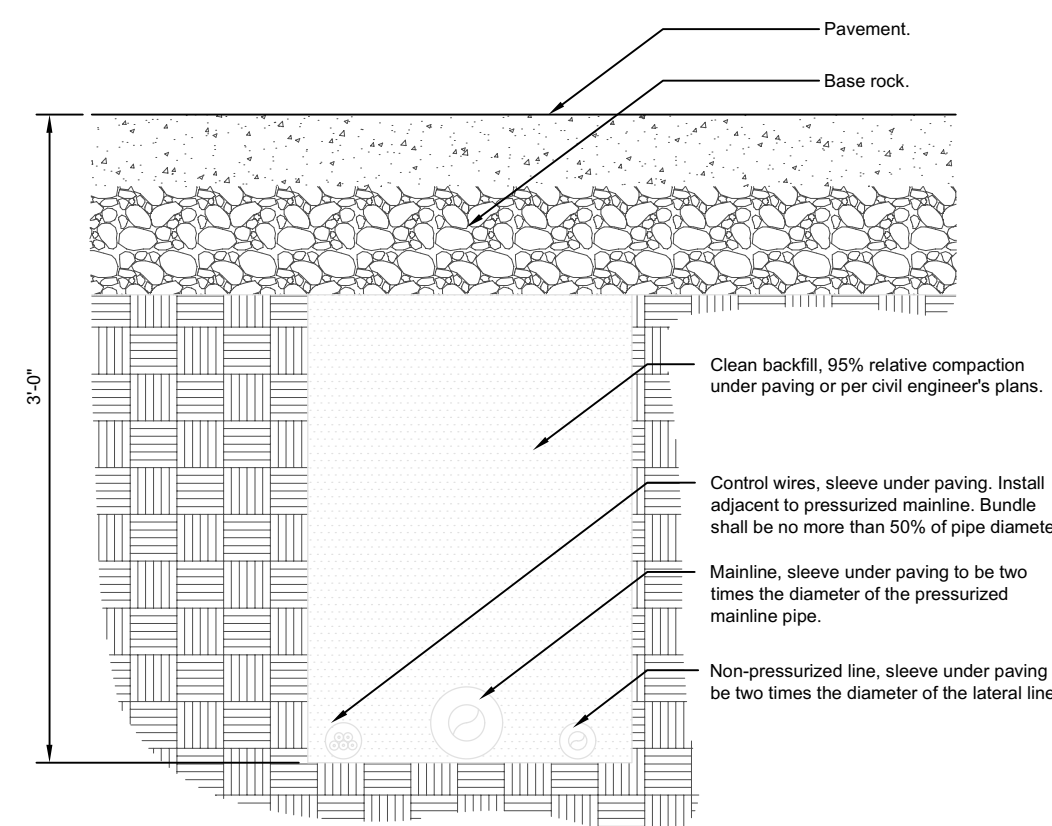 Pavement.
Base rock.
3'-0"
Clean backfill, 95% relative compaction
under paving or per civil engineer's plans.
Control wires, sleeve under paving. Install
adjacent to pressurized mainline. Bundle
shall be no more than 50% of pipe diamete
Mainline, sleeve under paving to be two
times the diameter of the pressurized
mainline pipe.
Non-pressurized line, sleeve under paving
be two times the diameter of the lateral line